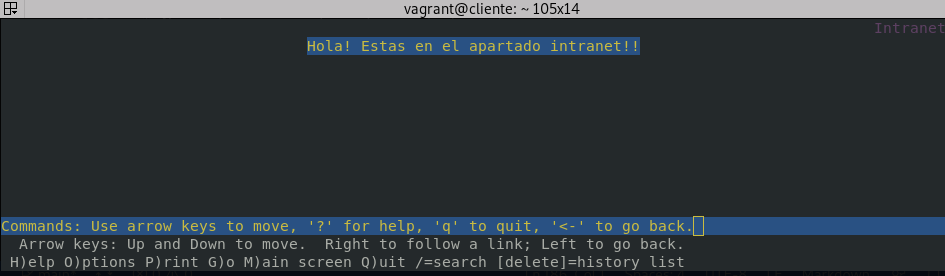 vagrant@cliente: ~ 105x14
Intranet
Hola! Estas en el apartado intranet!!
Commands: Use arrow keys to move, '?' for help, 'q' to quit, '<-' to go back.
Arrow keys: Up and Down to move.  Right to follow a link; Left to go back.
H)elp O)ptions P)rint G)o M)ain screen Q)uit /=search [delete]=history list